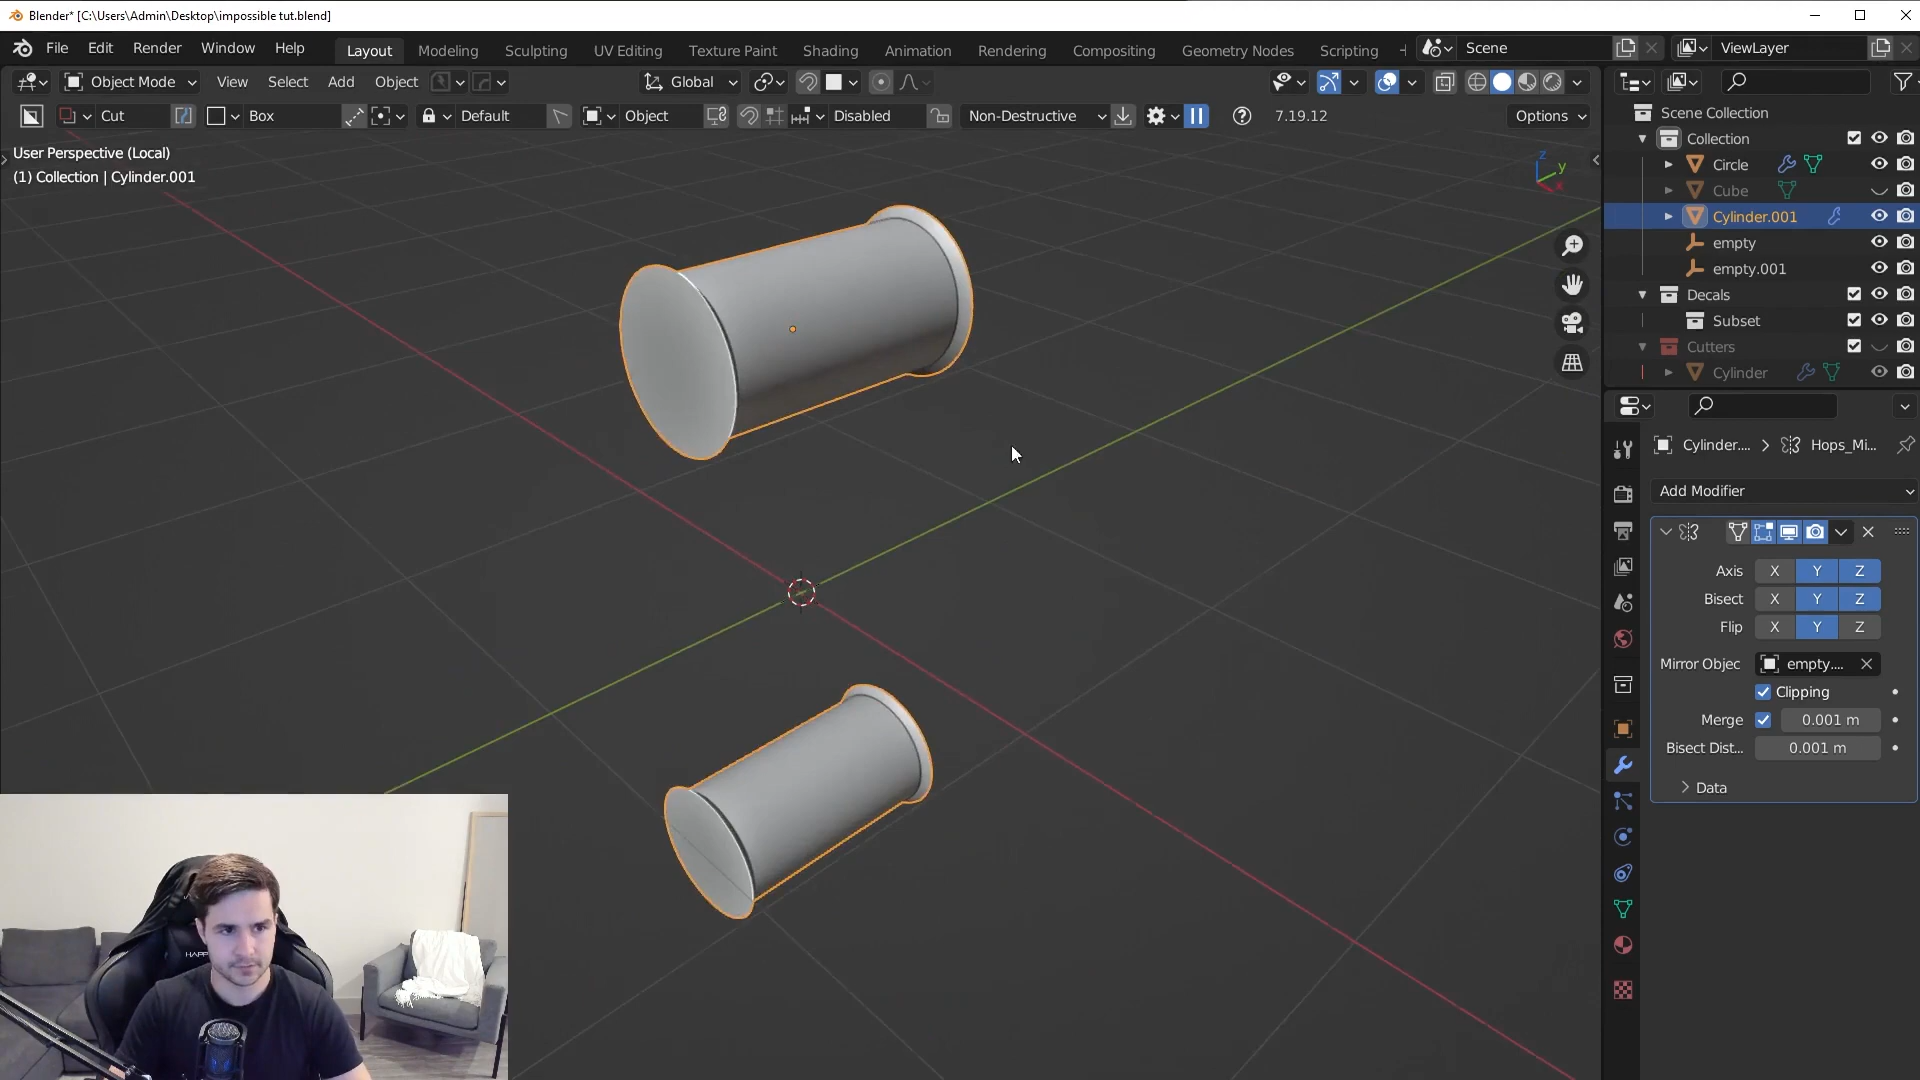 Blender* [C:\Users\Admin\Desktop\impossible tut.blend]
File Edit Render Window Help Layout Modeling Sculpting UV Editing Texture Paint Shading Animation Rendering Compositing Geometry Nodes Scripting Scene ViewLayer
Object Mode View Select Add Object Global
Cut Box Default Object Disabled Non-Destructive 7.19.12 Options
User Perspective (Local)
(1) Collection | Cylinder.001
Z
Y
X
Scene Collection
Collection
Circle
Cube
Cylinder.001
empty
empty.001
Decals
Subset
Cutters
Cylinder
Cylinder.... Hops_Mi...
Add Modifier
Axis X Y Z
Bisect X Y Z
Flip X Y Z
Mirror Objec empty....
Clipping
Merge 0.001 m
Bisect Dist... 0.001 m
Data
HAPP